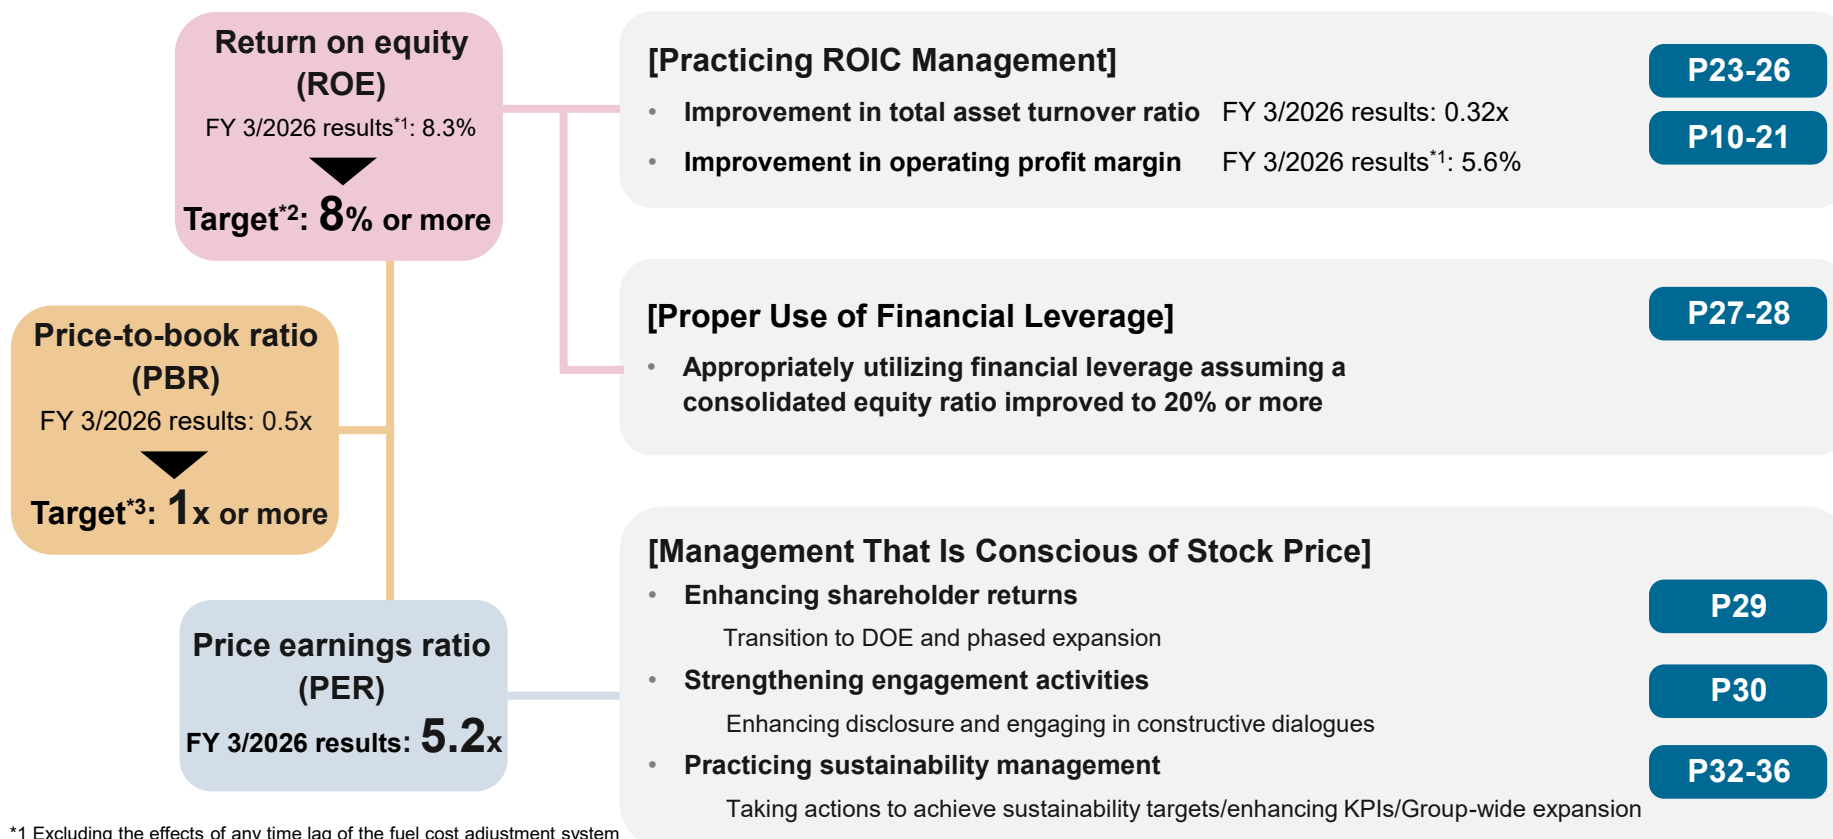 Return on equity
(ROE)
FY 3/2026 results*1: 8.3%
Target*2: 8% or more
Price-to-book ratio
(PBR)
FY 3/2026 results: 0.5x
Target*3: 1x or more
Price earnings ratio
(PER)
FY 3/2026 results: 5.2x
[Practicing ROIC Management]
P23-26
• Improvement in total asset turnover ratio FY 3/2026 results: 0.32x
P10-21
• Improvement in operating profit margin FY 3/2026 results*1: 5.6%
[Proper Use of Financial Leverage]
P27-28
• Appropriately utilizing financial leverage assuming a
consolidated equity ratio improved to 20% or more
[Management That Is Conscious of Stock Price]
• Enhancing shareholder returns
P29
Transition to DOE and phased expansion
• Strengthening engagement activities
P30
Enhancing disclosure and engaging in constructive dialogues
• Practicing sustainability management
P32-36
Taking actions to achieve sustainability targets/enhancing KPIs/Group-wide expansion
*1 Excluding the effects of any time lag of the fuel cost adjustment system